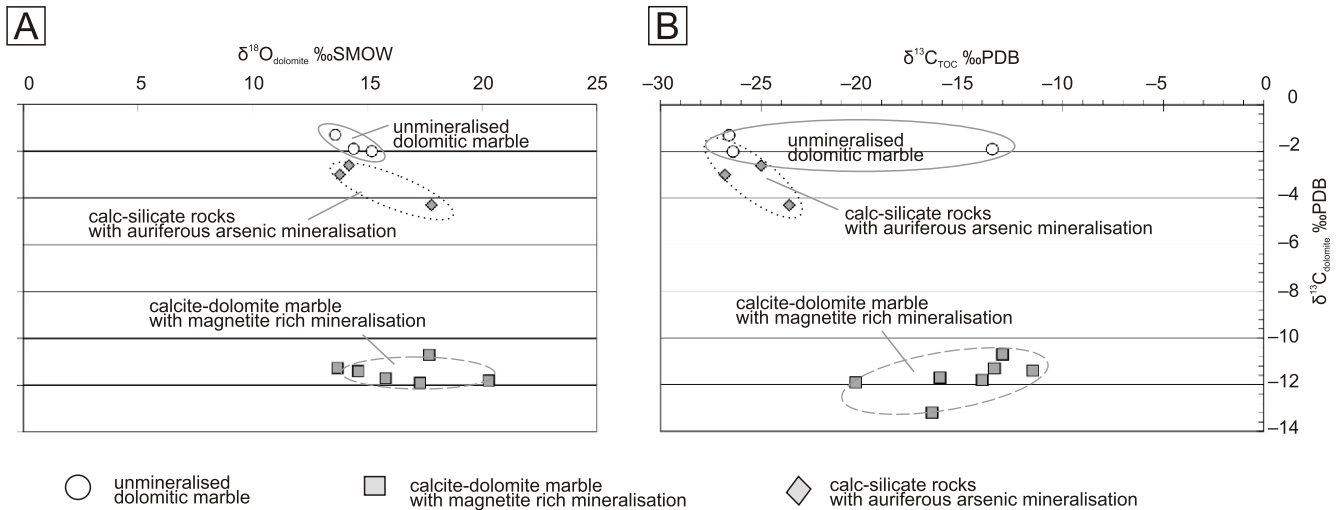 A
δ¹⁸Odolomite ‰SMOW
0 5 10 15 20 25
unmineralised
dolomitic marble
calc-silicate rocks
with auriferous arsenic mineralisation
calcite-dolomite marble
with magnetite rich mineralisation
B
δ¹³CTOC ‰PDB
–30 –25 –20 –15 –10 –5 0
unmineralised
dolomitic marble
calc-silicate rocks
with auriferous arsenic mineralisation
calcite-dolomite marble
with magnetite rich mineralisation
0
–2
–4
–6
–8
–10
–12
–14
δ¹³Cdolomite ‰PDB
unmineralised
dolomitic marble
calcite-dolomite marble
with magnetite rich mineralisation
calc-silicate rocks
with auriferous arsenic mineralisation